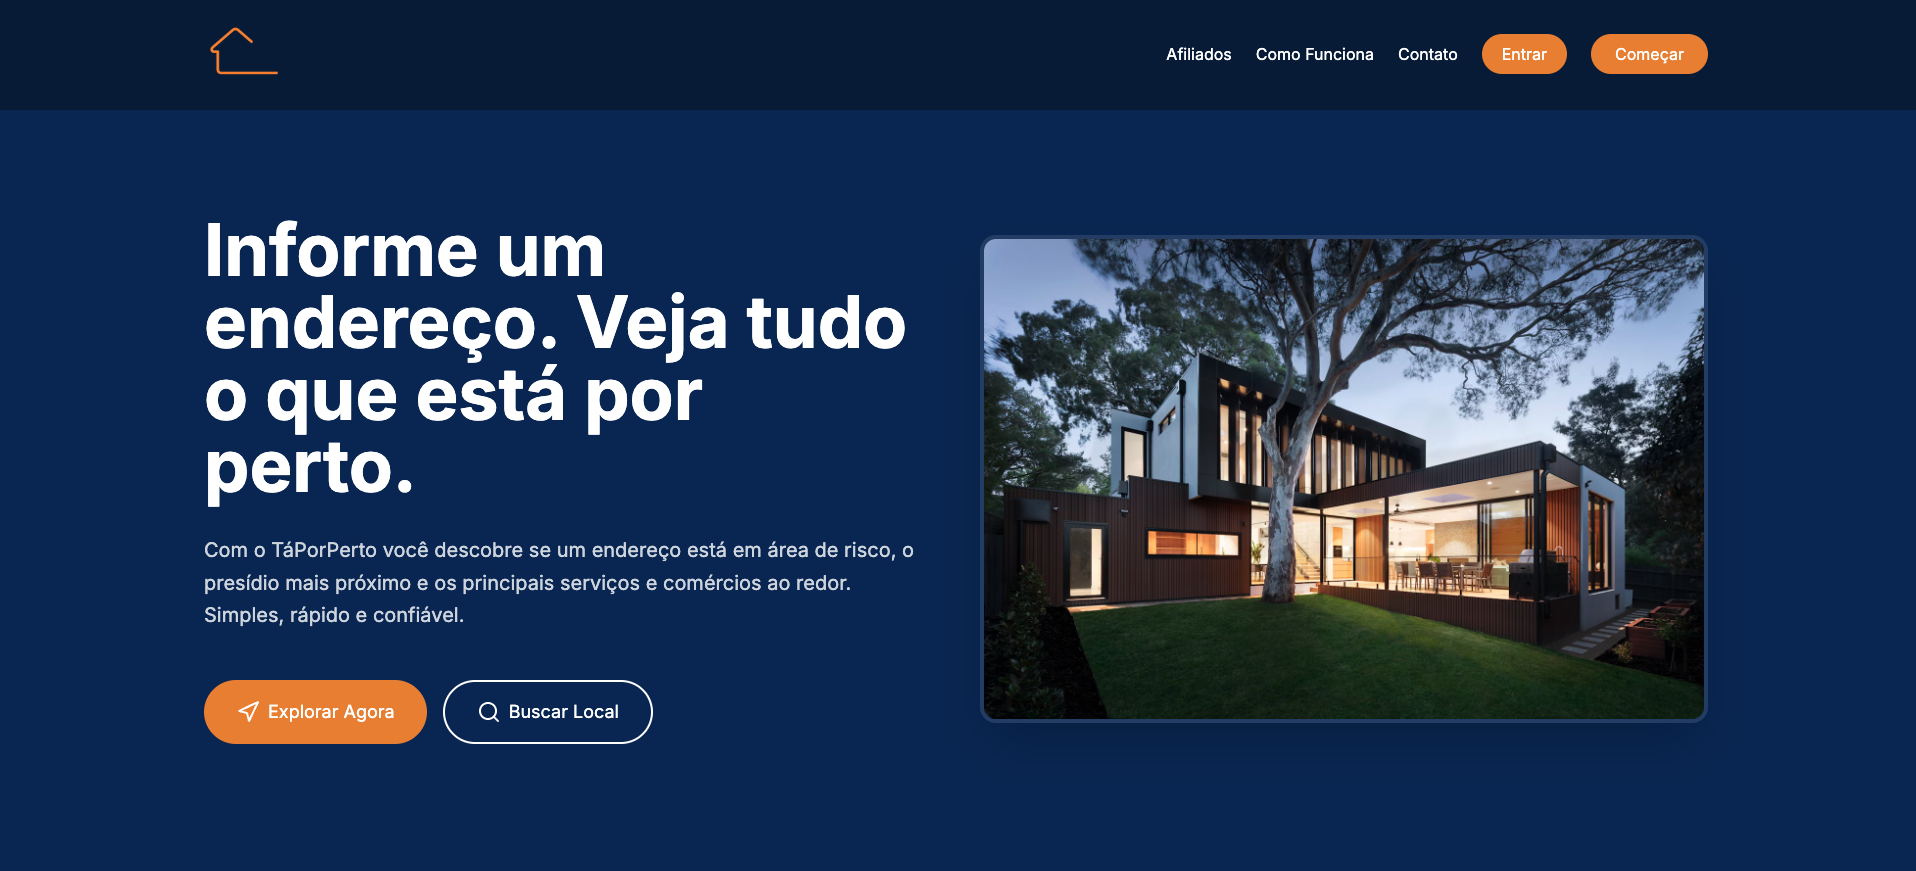 Afiliados Como Funciona Contato Entrar Começar
Informe um
endereço. Veja tudo
o que está por
perto.
Com o TáPorPerto você descobre se um endereço está em área de risco, o
presídio mais próximo e os principais serviços e comércios ao redor.
Simples, rápido e confiável.
Explorar Agora Buscar Local